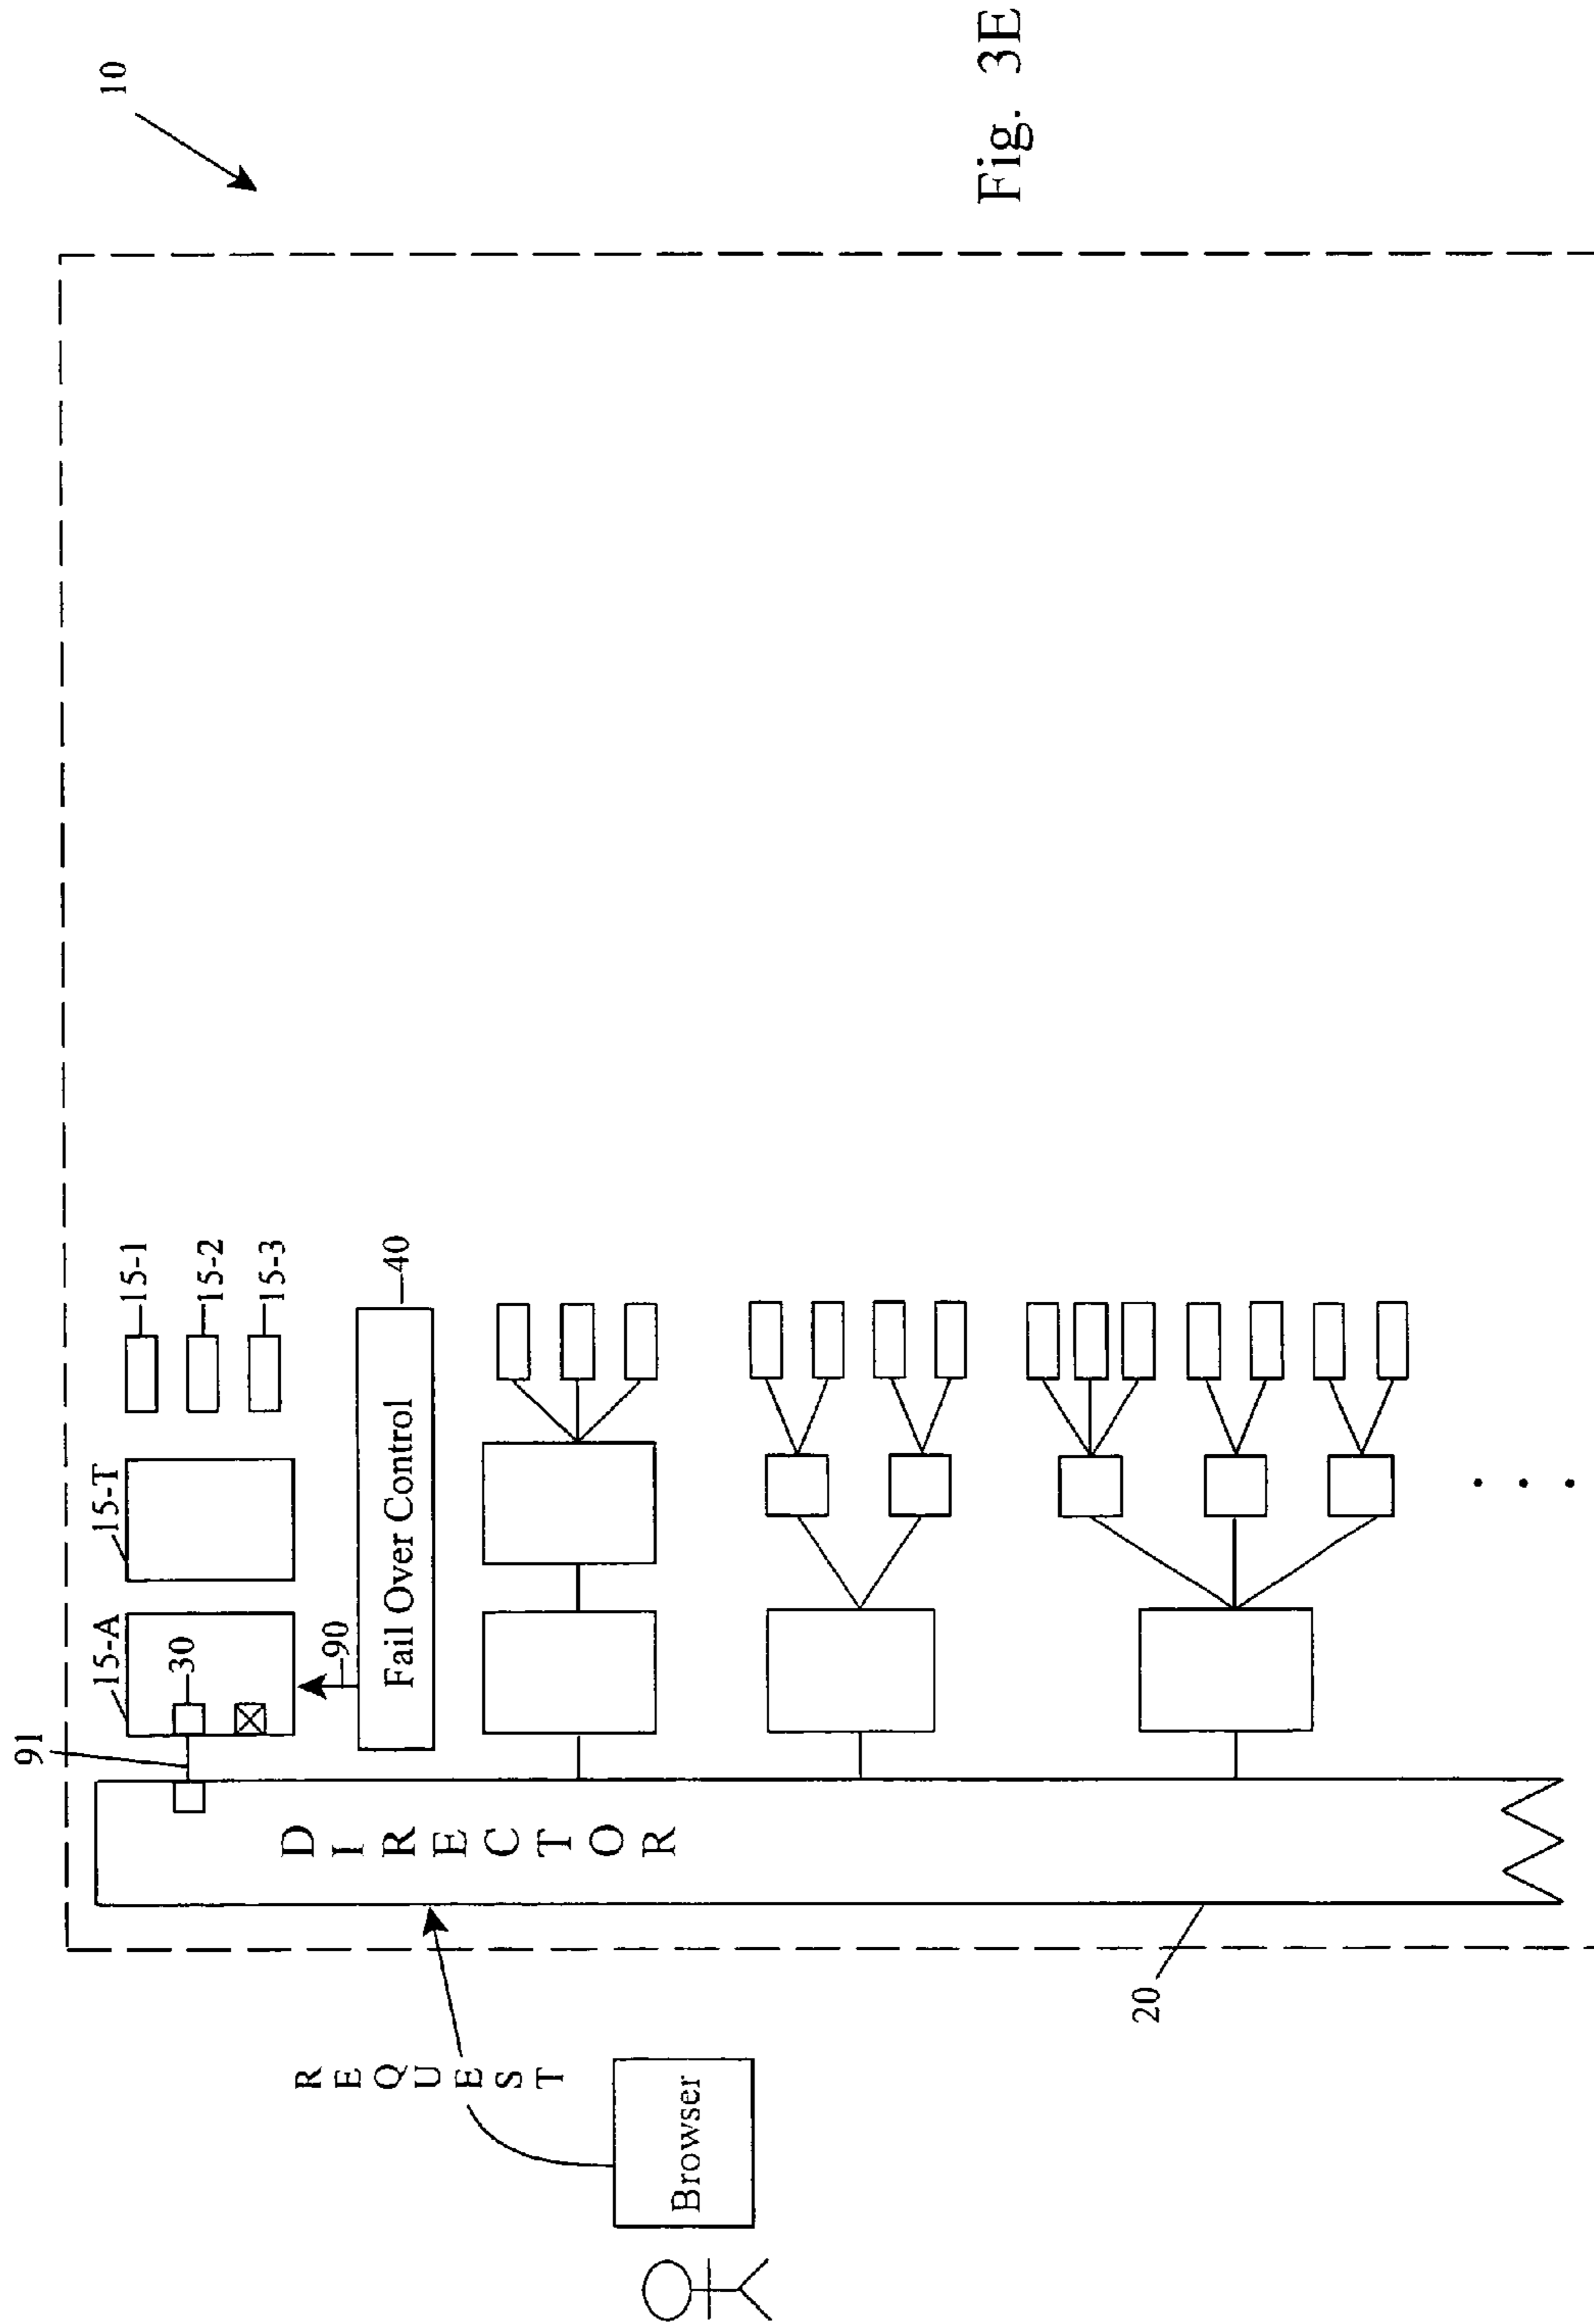 10
91
15-A
15-T
15-1
30
15-2
15-3
90
Fail Over Control
40
DIRECTOR
REQUEST
Browser
20
Fig. 3E